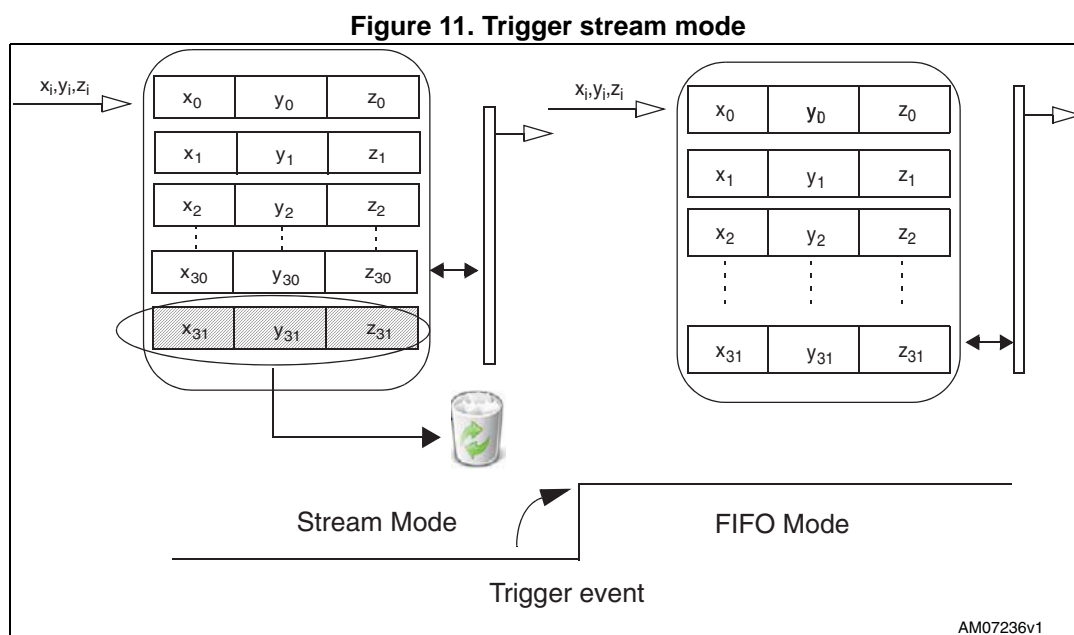 Figure 11. Trigger stream mode
xi,yi,zi
x0 y0 z0
x1 y1 z1
x2 y2 z2
x30 y30 z30
x31 y31 z31
xi,yi,zi
x0 z0
x1 y1 z1
x2 y2 z2
x31 y31 z31
Stream Mode
FIFO Mode
Trigger event
AM07236v1